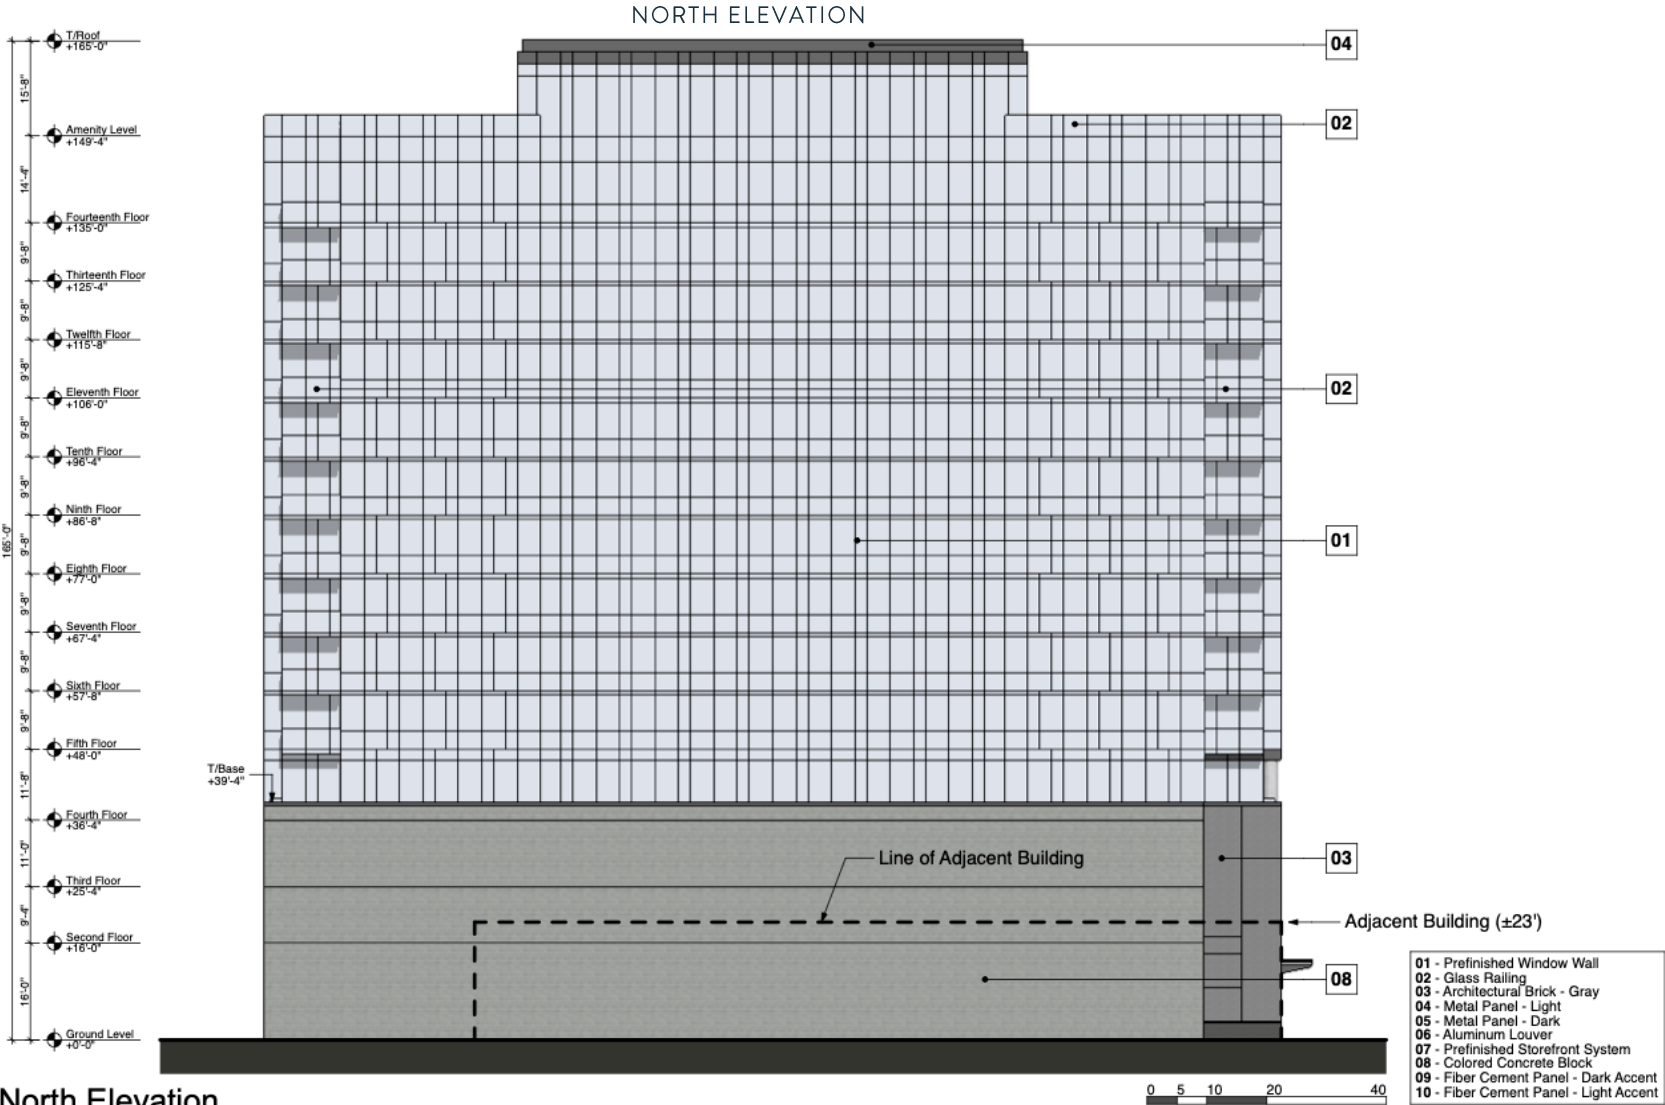 NORTH ELEVATION
T/Roof
+165'-0"
04
15'-8"
02
Amenity Level
+149'-4"
14'-4"
Fourteenth Floor
+135'-0"
9'-8"
Thirteenth Floor
+125'-4"
9'-8"
Twelfth Floor
+115'-8"
9'-8"
02
Eleventh Floor
+106'-0"
9'-8"
Tenth Floor
+96'-4"
9'-8"
Ninth Floor
+86'-8"
165'-0"
9'-8"
01
Eighth Floor
+77'-0"
9'-8"
Seventh Floor
+67'-4"
9'-8"
Sixth Floor
+57'-8"
9'-8"
Fifth Floor
+48'-0"
T/Base
+39'-4"
11'-8"
Fourth Floor
+36'-4"
11'-0"
Line of Adjacent Building
03
Third Floor
+25'-4"
9'-4"
Adjacent Building (±23')
Second Floor
+16'-0"
16'-0"
08
Ground Level
+0'-0"
01 - Prefinished Window Wall
02 - Glass Railing
03 - Architectural Brick - Gray
04 - Metal Panel - Light
05 - Metal Panel - Dark
06 - Aluminum Louver
07 - Prefinished Storefront System
08 - Colored Concrete Block
09 - Fiber Cement Panel - Dark Accent
10 - Fiber Cement Panel - Light Accent
0 5 10 20 40
North Elevation